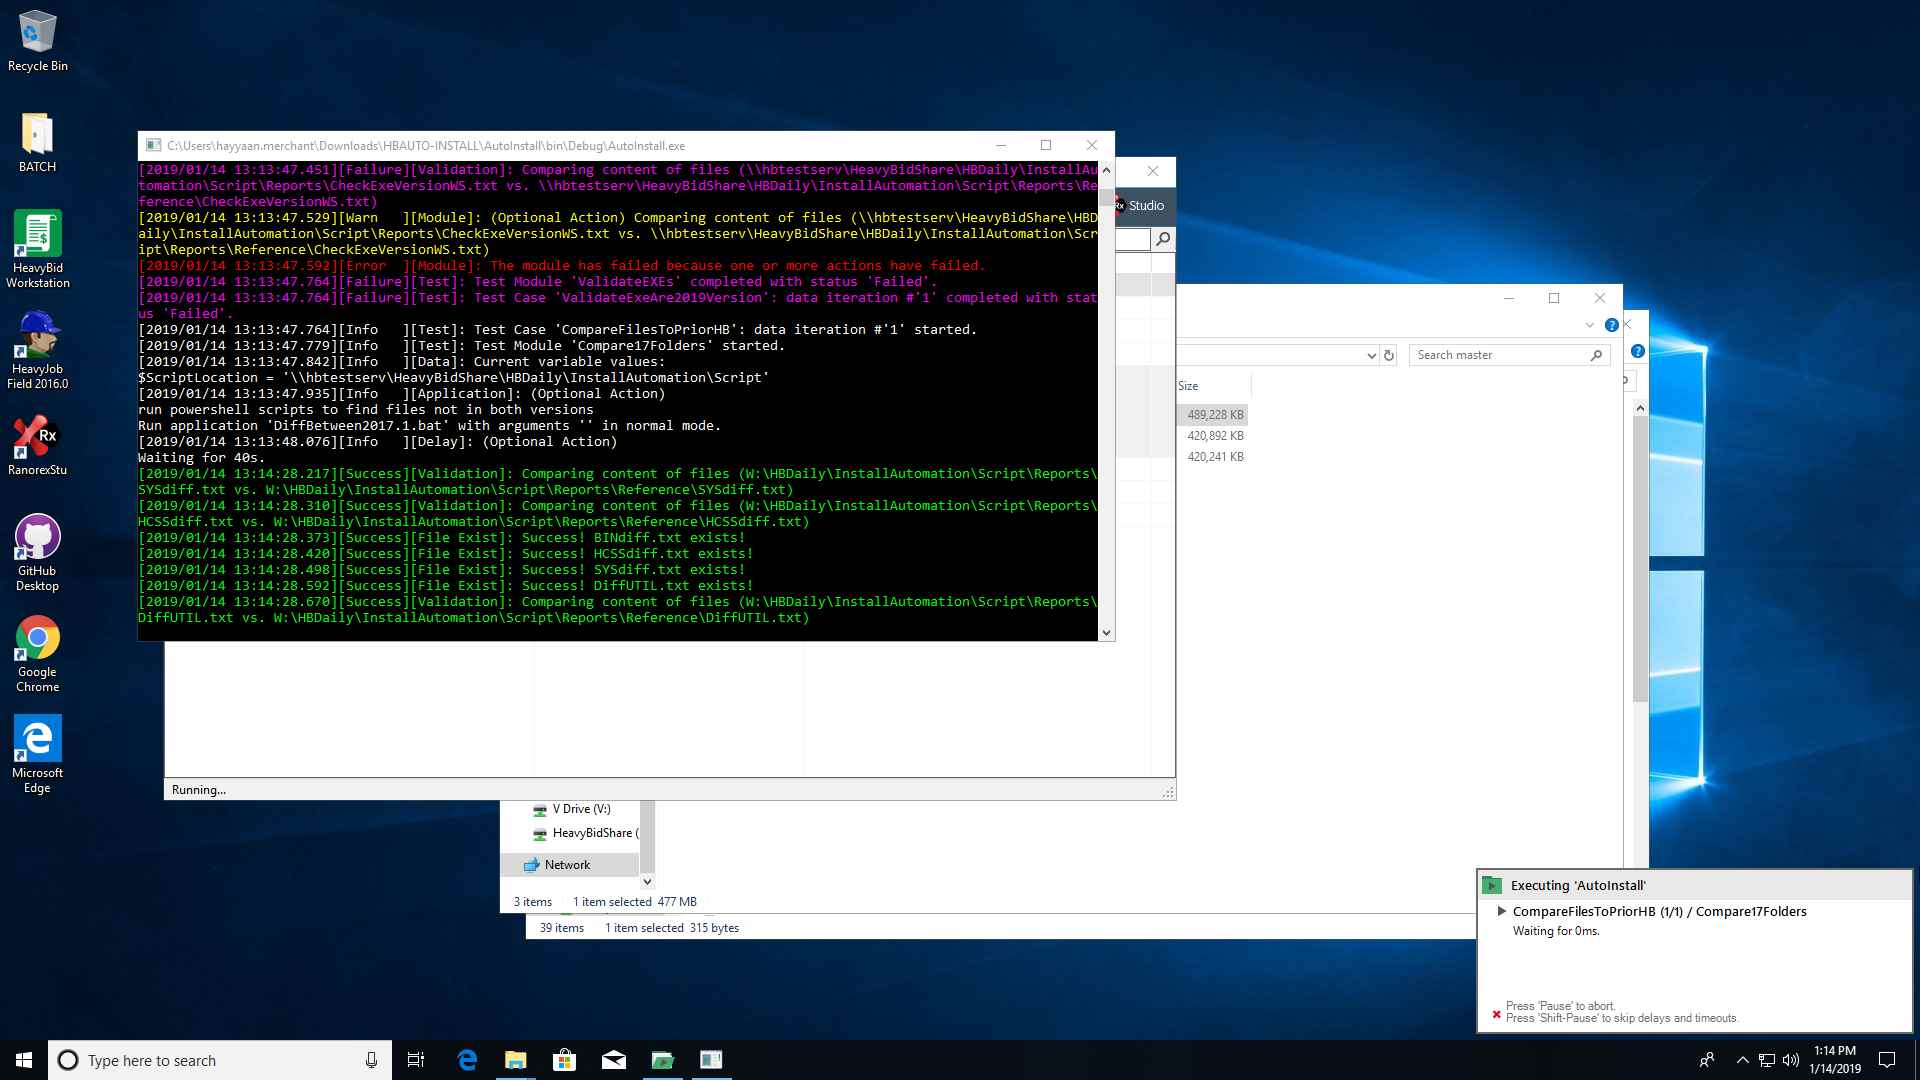 Recycle Bin
BATCH
HeavyBid
Workstation
HeavyJob
Field 2016.0
Rx
RanorexStu
GitHub
Desktop
Google
Chrome
Microsoft
Edge
C:\Users\hayyaan.merchant\Downloads\HBAUTO-INSTALL\AutoInstall\bin\Debug\AutoInstall.exe
[2019/01/14 13:13:47.451][Failure][Validation]: Comparing content of files (\\hbtestserv\HeavyBidShare\HBDaily\InstallAu
tomation\Script\Reports\CheckExeVersionWS.txt vs. \\hbtestserv\HeavyBidShare\HBDaily\InstallAutomation\Script\Reports\Re
ference\CheckExeVersionWS.txt)
[2019/01/14 13:13:47.529][Warn   ][Module]: (Optional Action) Comparing content of files (\\hbtestserv\HeavyBidShare\HBD
aily\InstallAutomation\Script\Reports\CheckExeVersionWS.txt vs. \\hbtestserv\HeavyBidShare\HBDaily\InstallAutomation\Scr
ipt\Reports\Reference\CheckExeVersionWS.txt)
[2019/01/14 13:13:47.592][Error  ][Module]: The module has failed because one or more actions have failed.
[2019/01/14 13:13:47.764][Failure][Test]: Test Module 'ValidateEXEs' completed with status 'Failed'.
[2019/01/14 13:13:47.764][Failure][Test]: Test Case 'ValidateExeAre2019Version': data iteration #'1' completed with stat
us 'Failed'.
[2019/01/14 13:13:47.764][Info   ][Test]: Test Case 'CompareFilesToPriorHB': data iteration #'1' started.
[2019/01/14 13:13:47.779][Info   ][Test]: Test Module 'Compare17Folders' started.
[2019/01/14 13:13:47.842][Info   ][Data]: Current variable values:
$ScriptLocation = '\\hbtestserv\HeavyBidShare\HBDaily\InstallAutomation\Script'
[2019/01/14 13:13:47.935][Info   ][Application]: (Optional Action)
run powershell scripts to find files not in both versions
Run application 'DiffBetween2017.1.bat' with arguments '' in normal mode.
[2019/01/14 13:13:48.076][Info   ][Delay]: (Optional Action)
Waiting for 40s.
[2019/01/14 13:14:28.217][Success][Validation]: Comparing content of files (W:\HBDaily\InstallAutomation\Script\Reports\
SYSdiff.txt vs. W:\HBDaily\InstallAutomation\Script\Reports\Reference\SYSdiff.txt)
[2019/01/14 13:14:28.310][Success][Validation]: Comparing content of files (W:\HBDaily\InstallAutomation\Script\Reports\
HCSSdiff.txt vs. W:\HBDaily\InstallAutomation\Script\Reports\Reference\HCSSdiff.txt)
[2019/01/14 13:14:28.373][Success][File Exist]: Success! BINdiff.txt exists!
[2019/01/14 13:14:28.420][Success][File Exist]: Success! HCSSdiff.txt exists!
[2019/01/14 13:14:28.498][Success][File Exist]: Success! SYSdiff.txt exists!
[2019/01/14 13:14:28.592][Success][File Exist]: Success! DiffUTIL.txt exists!
[2019/01/14 13:14:28.670][Success][Validation]: Comparing content of files (W:\HBDaily\InstallAutomation\Script\Reports\
DiffUTIL.txt vs. W:\HBDaily\InstallAutomation\Script\Reports\Reference\DiffUTIL.txt)
Rx Studio
Search master
Size
489,228 KB
420,892 KB
420,241 KB
Running...
V Drive (V:)
HeavyBidShare (
Network
3 items 1 item selected 477 MB
39 items 1 item selected 315 bytes
Executing 'AutoInstall'
CompareFilesToPriorHB (1/1) / Compare17Folders
Waiting for 0ms.
Press 'Pause' to abort.
Press 'Shift-Pause' to skip delays and timeouts.
Type here to search
1:14 PM
1/14/2019